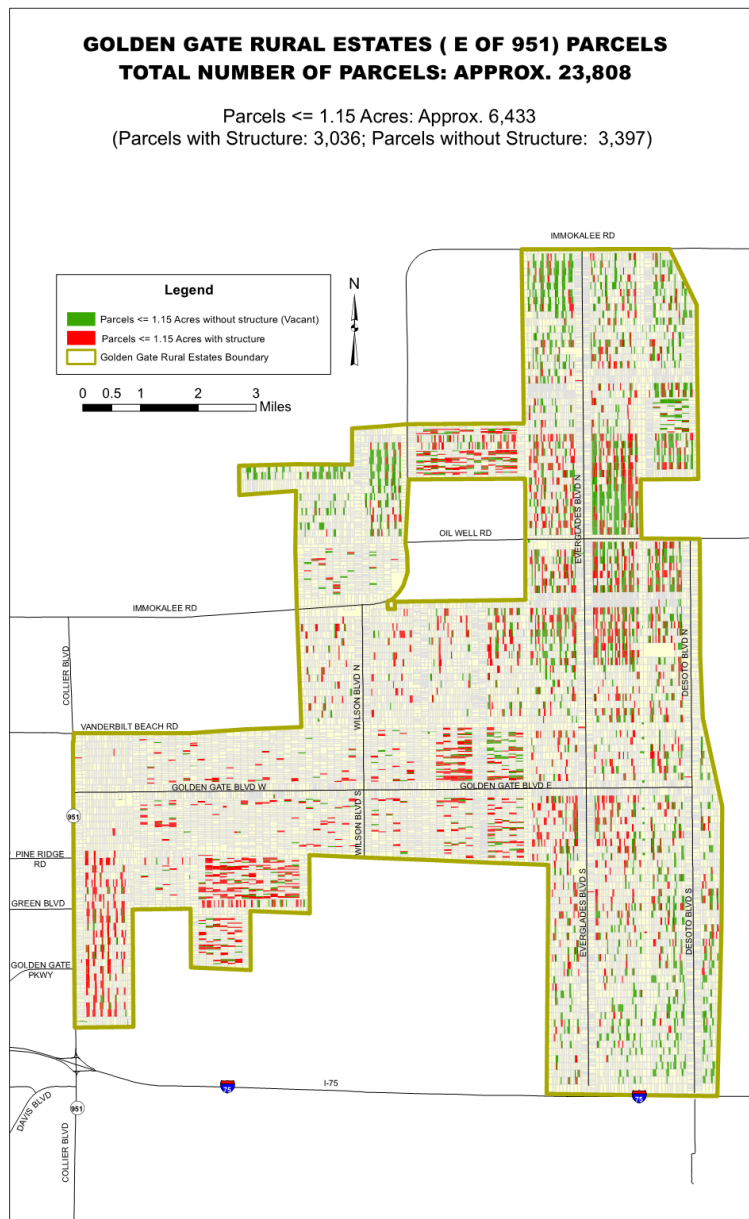 GOLDEN GATE RURAL ESTATES ( E OF 951) PARCELS
TOTAL NUMBER OF PARCELS: APPROX. 23,808
Parcels <= 1.15 Acres: Approx. 6,433
(Parcels with Structure: 3,036; Parcels without Structure:  3,397)
IMMOKALEE RD
Legend
Parcels <= 1.15 Acres without structure (Vacant)
Parcels <= 1.15 Acres with structure
Golden Gate Rural Estates Boundary
N
0 0.5 1 2 3
Miles
EVERGLADES BLVD N
OIL WELL RD
IMMOKALEE RD
COLLIER BLVD
WILSON BLVD N
DESOTO BLVD N
VANDERBILT BEACH RD
GOLDEN GATE BLVD W
GOLDEN GATE BLVD E
951
WILSON BLVD S
PINE RIDGE
RD
GREEN BLVD
EVERGLADES BLVD S
DESOTO BLVD S
GOLDEN GATE
PKWY
I-75
75
75
DAVIS BLVD
951
COLLIER BLVD